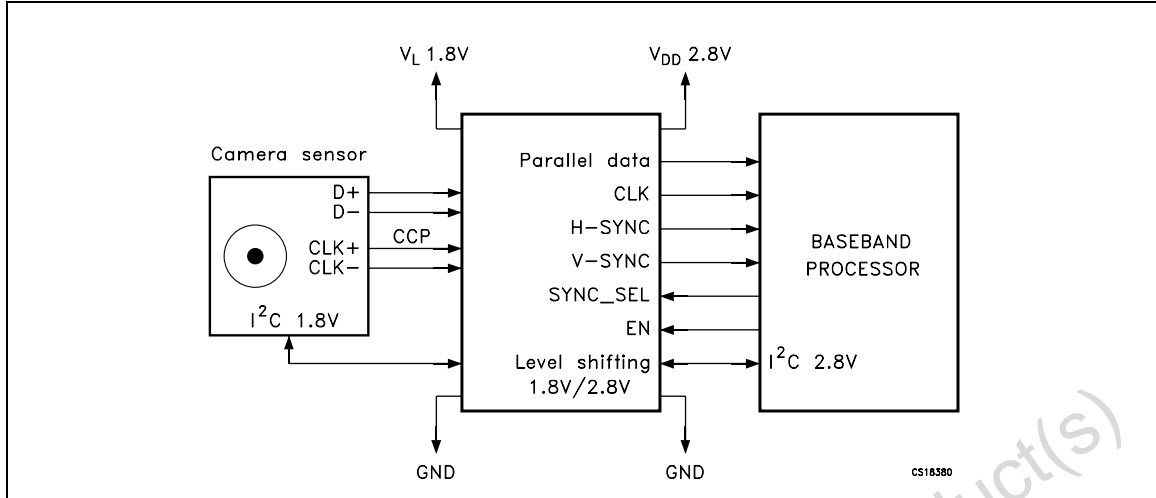 V_L 1.8V
V_DD 2.8V
Camera sensor
D+
D-
CLK+
CLK-
CCP
I²C 1.8V
Parallel data
CLK
H-SYNC
V-SYNC
SYNC_SEL
EN
Level shifting
1.8V/2.8V
BASEBAND
PROCESSOR
I²C 2.8V
GND
GND
CS18380